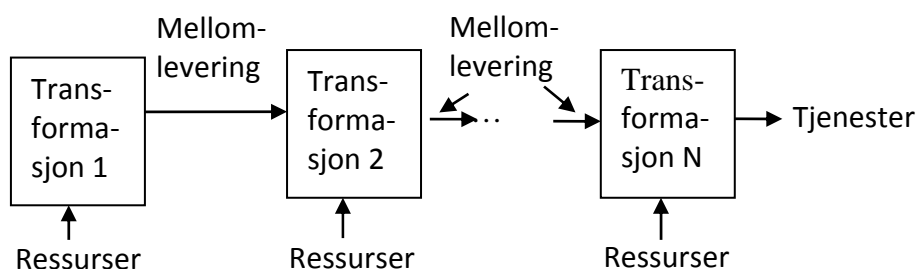 Mellom-
levering
Mellom-
levering
Trans-
forma-
sjon 1
Trans-
forma-
sjon 2
...
Trans-
forma-
sjon N
Tjenester
Ressurser
Ressurser
Ressurser